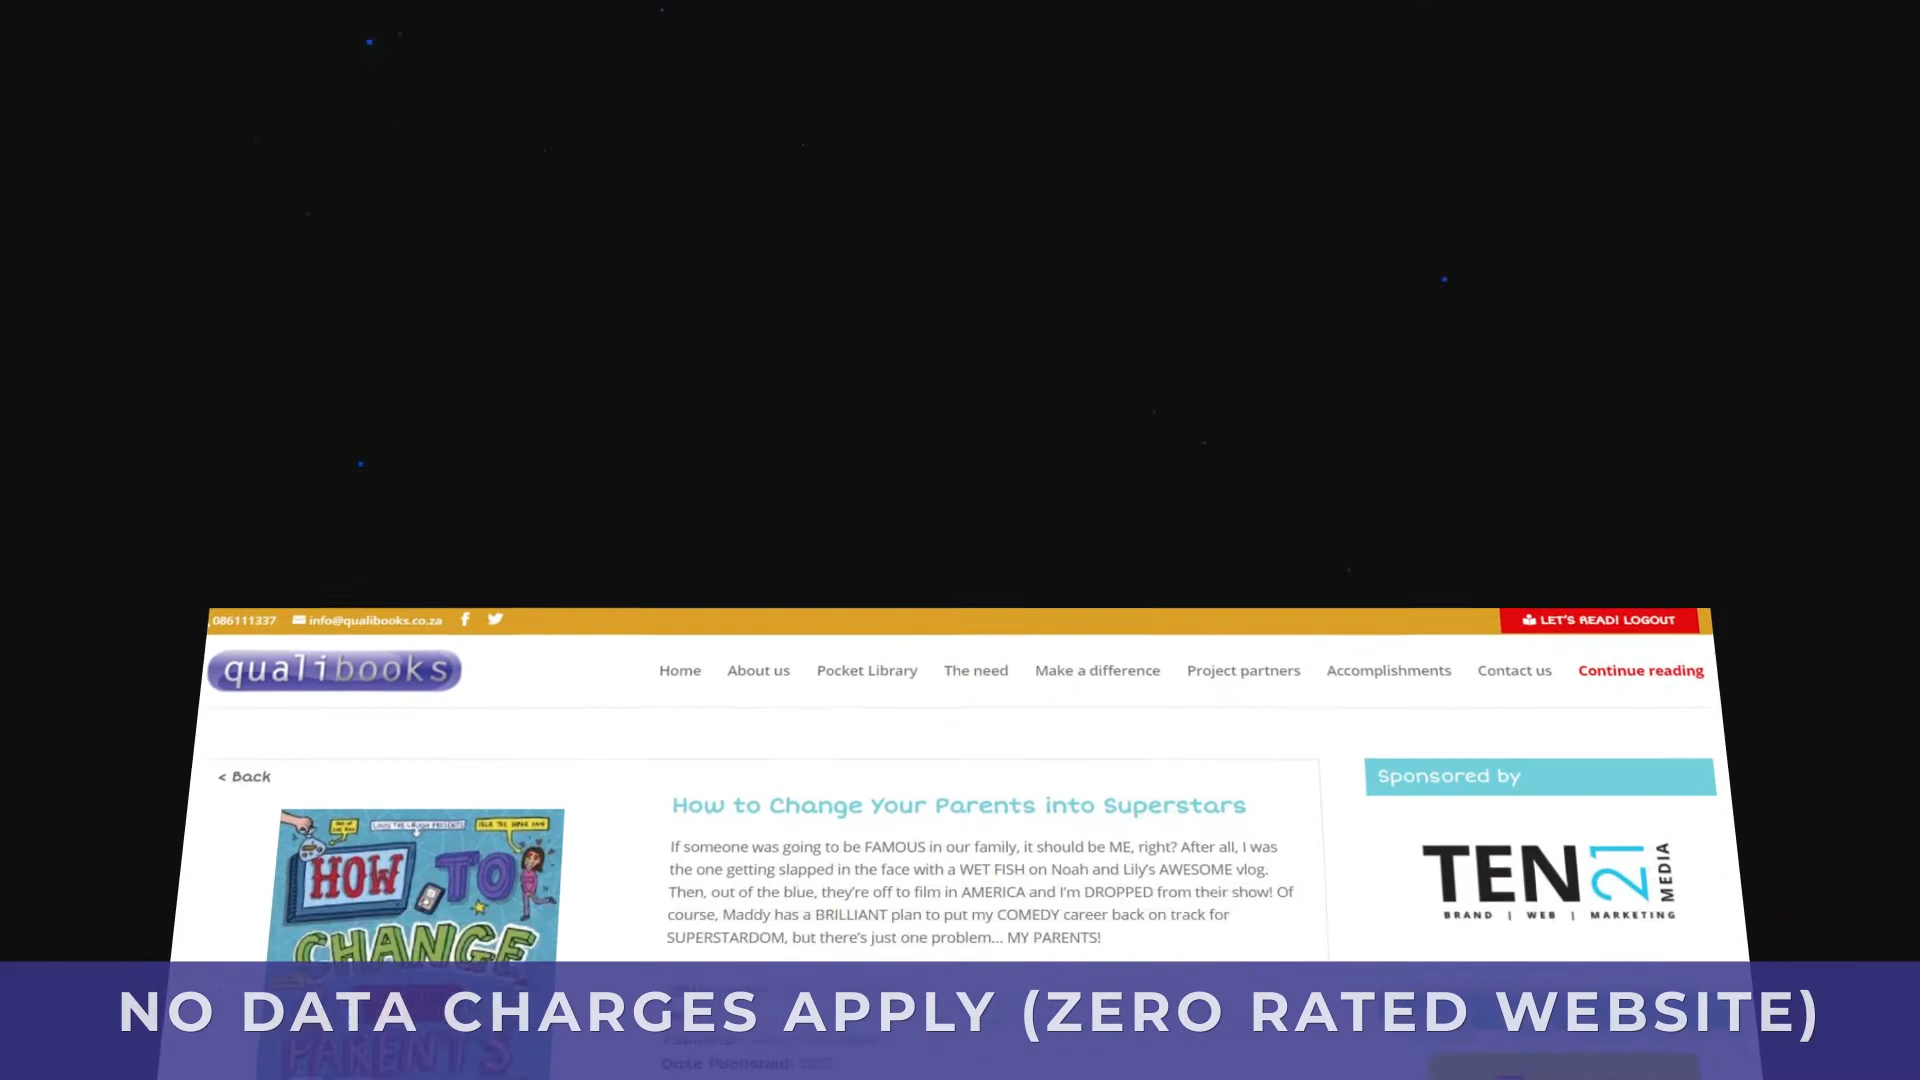 086111337 info@qualibooks.co.za LET'S READ! LOGOUT
qualibooks Home About us Pocket Library The need Make a difference Project partners Accomplishments Contact us Continue reading
< Back
How to Change Your Parents into Superstars
If someone was going to be FAMOUS in our family, it should be ME, right? After all, I was
the one getting slapped in the face with a WET FISH on Noah and Lily's AWESOME vlog.
Then, out of the blue, they're off to film in AMERICA and I'm DROPPED from their show! Of
course, Maddy has a BRILLIANT plan to put my COMEDY career back on track for
SUPERSTARDOM, but there's just one problem... MY PARENTS!
Sponsored by
TEN 21 MEDIA
BRAND | WEB | MARKETING
LOUIS THE LAUGH PRESENTS
HOW TO
CHANGE
PARENTS
Date Published:
NO DATA CHARGES APPLY (ZERO RATED WEBSITE)